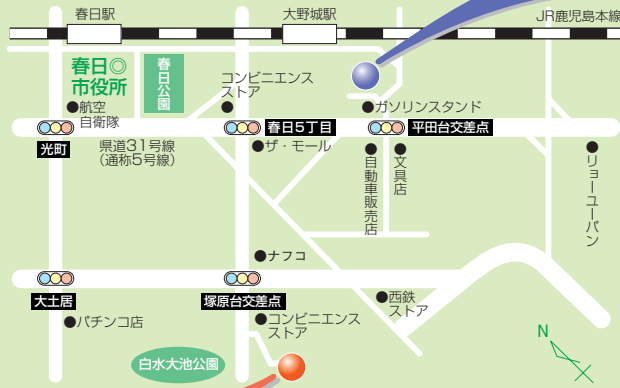 春日駅
大野城駅
JR鹿児島本線
春日◎
市役所
春日公園
コンビニエンス
ストア
航空
自衛隊
ガソリンスタンド
光町
県道31号線
(通称5号線)
春日5丁目
ザ・モール
平田台交差点
自動車販売店
文具店
リョーユーパン
ナフコ
大土居
塚原台交差点
西鉄
ストア
パチンコ店
コンビニエンス
ストア
白水大池公園
N